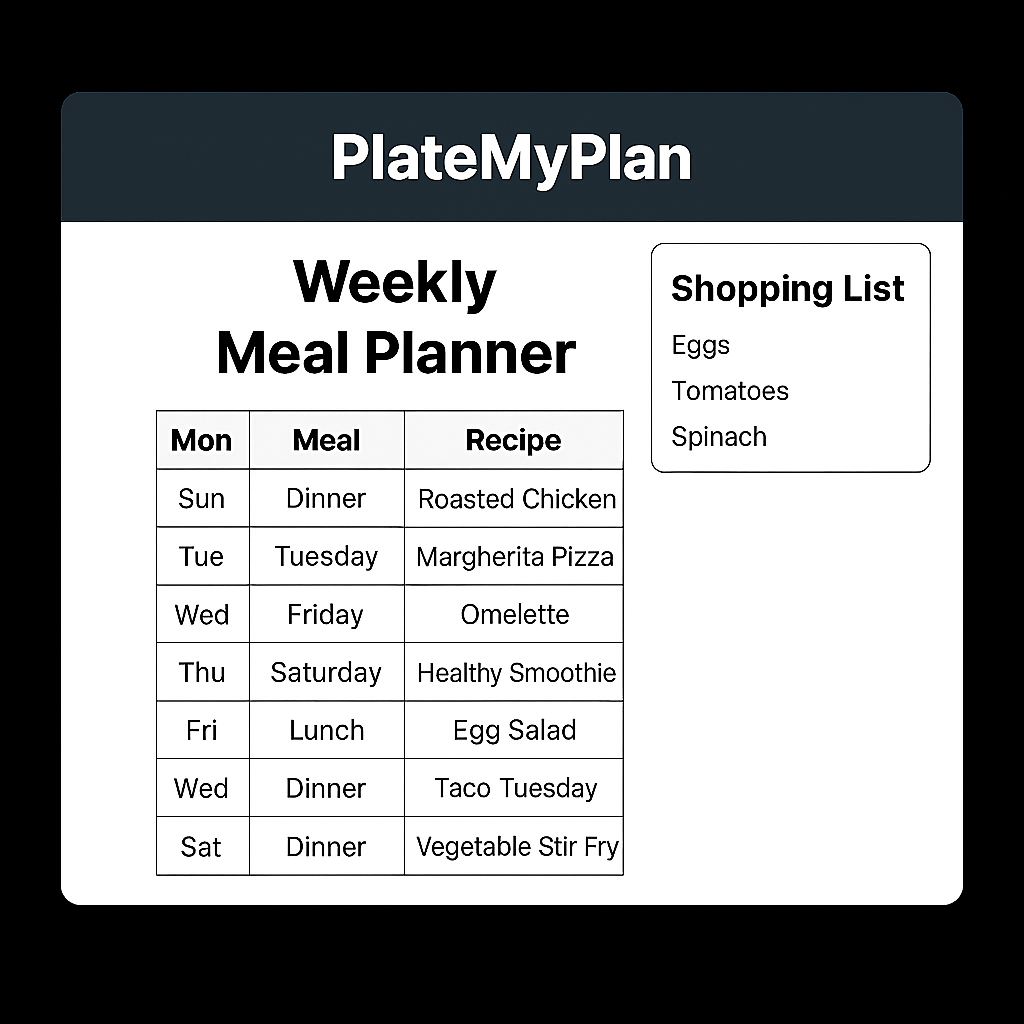 PlateMyPlan
Weekly
Meal Planner
Mon Meal Recipe
Sun Dinner Roasted Chicken
Tue Tuesday Margherita Pizza
Wed Friday Omelette
Thu Saturday Healthy Smoothie
Fri Lunch Egg Salad
Wed Dinner Taco Tuesday
Sat Dinner Vegetable Stir Fry
Shopping List
Eggs
Tomatoes
Spinach